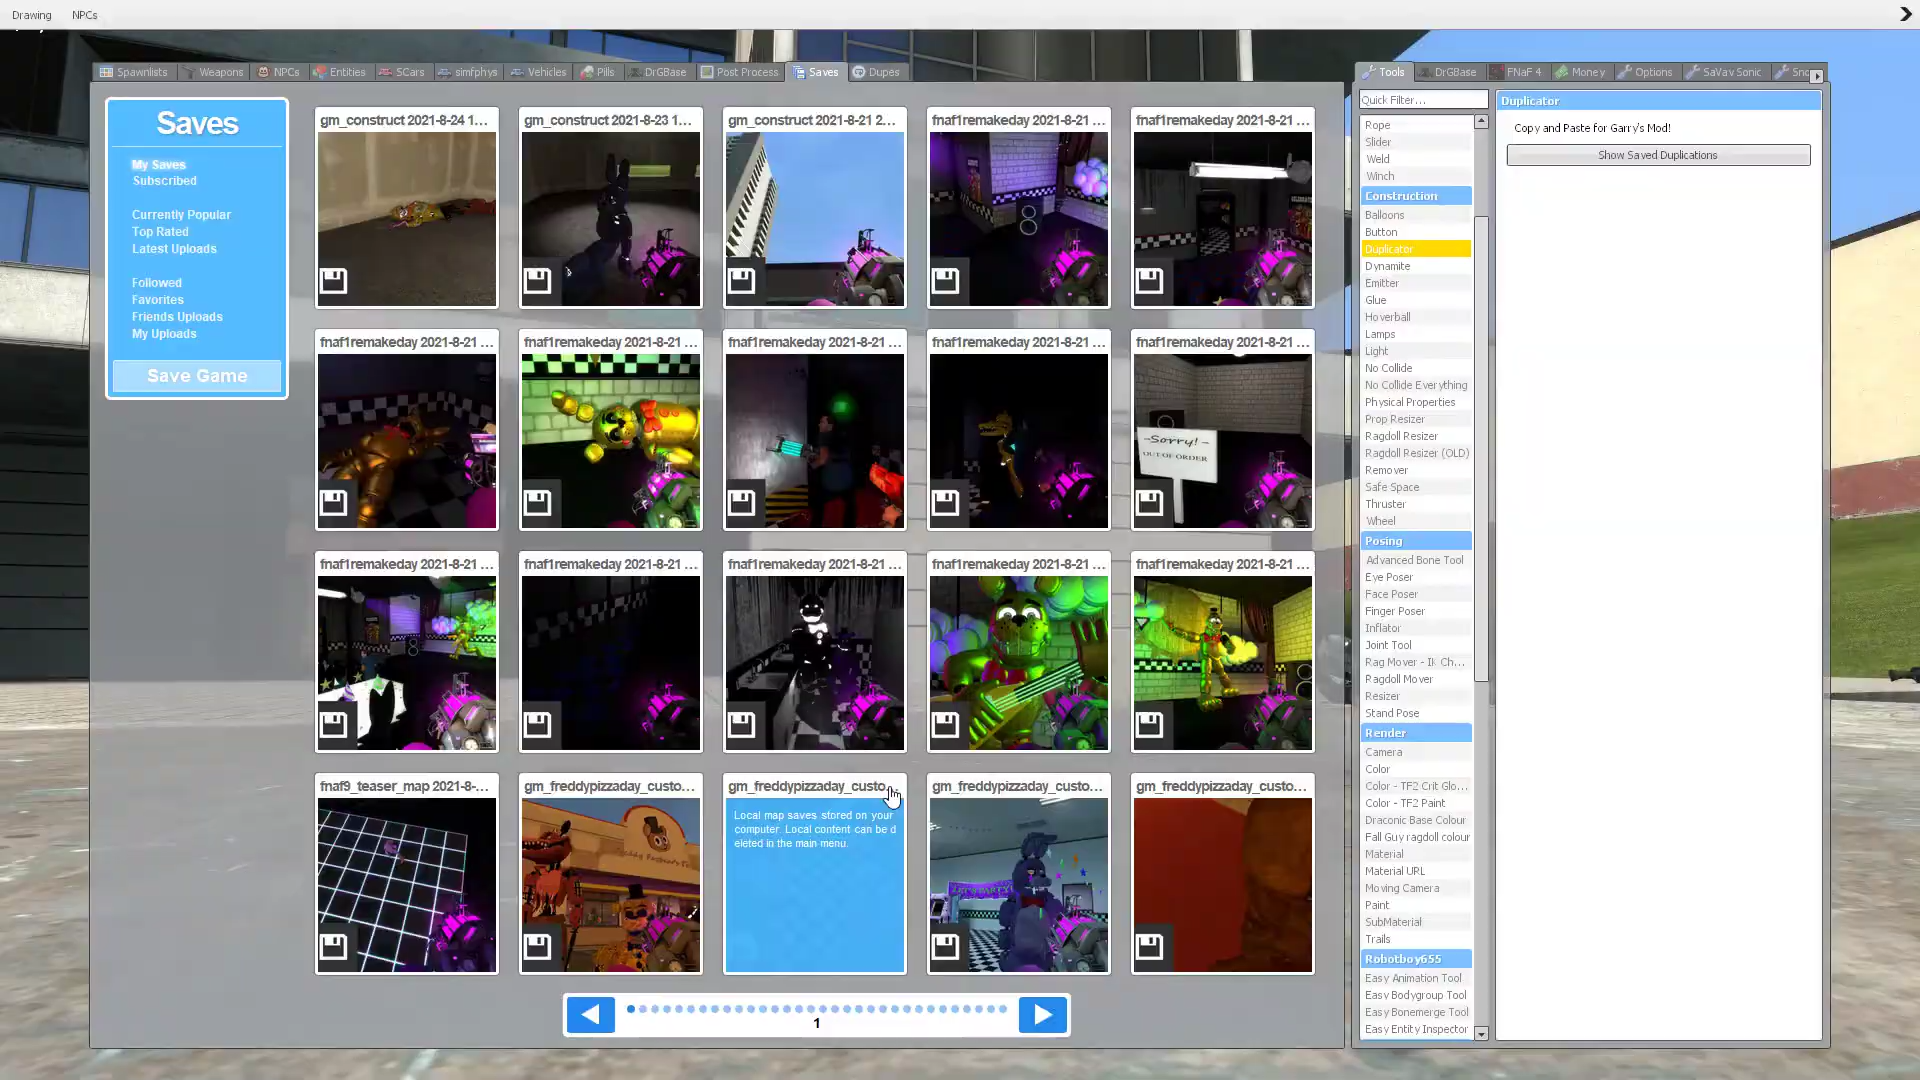 Drawing NPCs
Spawnlists Weapons NPCs Entities SCars simfphys Vehicles Pills DrGBase Post Process Saves Dupes
Saves
My Saves
Subscribed
Currently Popular
Top Rated
Latest Uploads
Followed
Favorites
Friends Uploads
My Uploads
Save Game
gm_construct 2021-8-24 1...
gm_construct 2021-8-23 1...
gm_construct 2021-8-21 2...
fnaf1remakeday 2021-8-21 ...
fnaf1remakeday 2021-8-21 ...
fnaf1remakeday 2021-8-21 ...
fnaf1remakeday 2021-8-21 ...
fnaf1remakeday 2021-8-21 ...
fnaf1remakeday 2021-8-21 ...
fnaf1remakeday 2021-8-21 ...
-Sorry!-
OUT OF ORDER
fnaf1remakeday 2021-8-21 ...
fnaf1remakeday 2021-8-21 ...
fnaf1remakeday 2021-8-21 ...
fnaf1remakeday 2021-8-21 ...
fnaf1remakeday 2021-8-21 ...
fnaf9_teaser_map 2021-8-...
gm_freddypizzaday_custo...
gm_freddypizzaday_custo...
Local map saves stored on your
computer. Local content can be d
eleted in the main menu.
gm_freddypizzaday_custo...
LET'S PARTY
gm_freddypizzaday_custo...
1
Tools DrGBase FNaF 4 Money Options SaVav Sonic
Quick Filter...
Rope
Slider
Weld
Winch
Construction
Balloons
Button
Duplicator
Dynamite
Emitter
Glue
Hoverball
Lamps
Light
No Collide
No Collide Everything
Physical Properties
Prop Resizer
Ragdoll Resizer
Ragdoll Resizer (OLD)
Remover
Safe Space
Thruster
Wheel
Posing
Advanced Bone Tool
Eye Poser
Face Poser
Finger Poser
Inflator
Joint Tool
Rag Mover - IK Ch...
Ragdoll Mover
Resizer
Stand Pose
Render
Camera
Color
Color - TF2 Crit Glo...
Color - TF2 Paint
Draconic Base Colour
Fall Guy ragdoll colour
Material
Material URL
Moving Camera
Paint
SubMaterial
Trails
Robotboy655
Easy Animation Tool
Easy Bodygroup Tool
Easy Bonemerge Tool
Easy Entity Inspector
Duplicator
Copy and Paste for Garry's Mod!
Show Saved Duplications